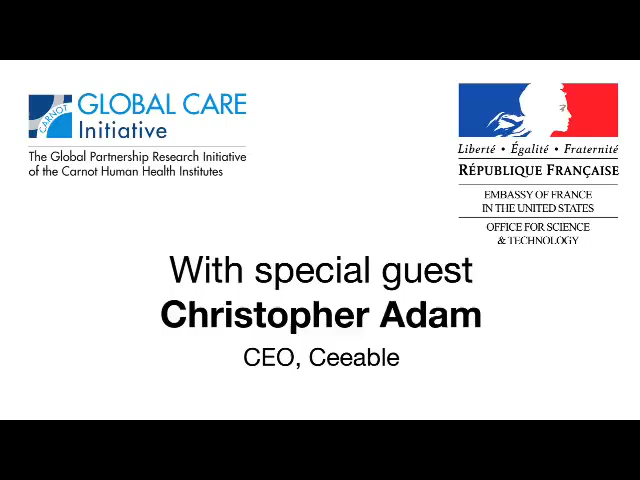 CARNOT
GLOBAL CARE
Initiative
The Global Partnership Research Initiative
of the Carnot Human Health Institutes
Liberté • Égalité • Fraternité
RÉPUBLIQUE FRANÇAISE
EMBASSY OF FRANCE
IN THE UNITED STATES
OFFICE FOR SCIENCE
& TECHNOLOGY
With special guest
Christopher Adam
CEO, Ceeable